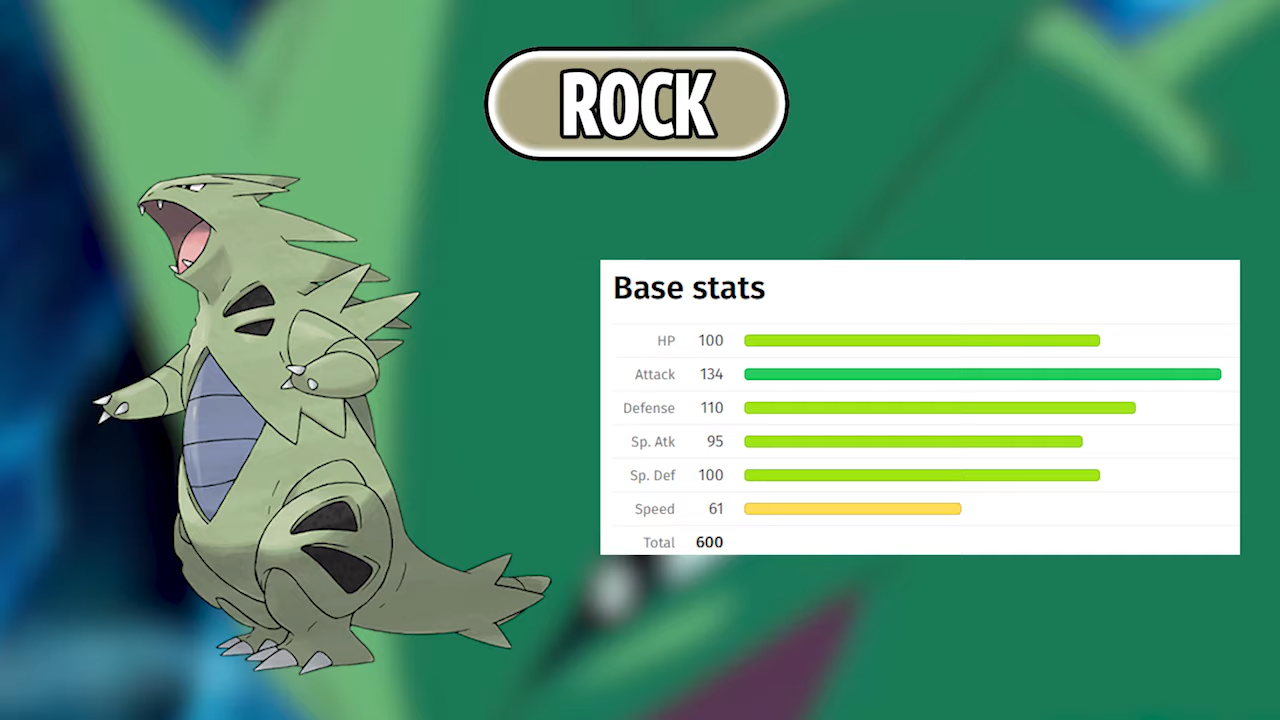 ROCK
Base stats
HP 100
Attack 134
Defense 110
Sp. Atk 95
Sp. Def 100
Speed 61
Total 600